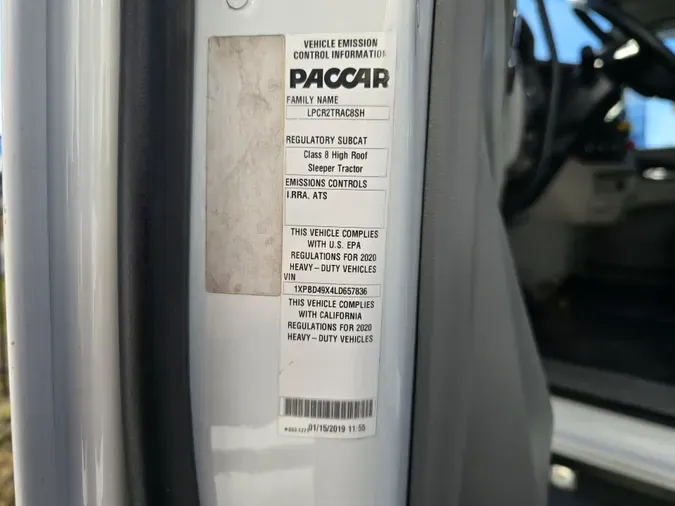 VEHICLE EMISSION
CONTROL INFORMATION
PACCAR
FAMILY NAME
LPCR2TRAC8SH
REGULATORY SUBCAT
Class 8 High Roof
Sleeper Tractor
EMISSIONS CONTROLS
I.RRA, ATS
THIS VEHICLE COMPLIES
WITH U.S. EPA
REGULATIONS FOR 2020
HEAVY-DUTY VEHICLES
VIN
1XPBD49X4LD657836
THIS VEHICLE COMPLIES
WITH CALIFORNIA
REGULATIONS FOR 2020
HEAVY-DUTY VEHICLES
01/15/2019 11:55